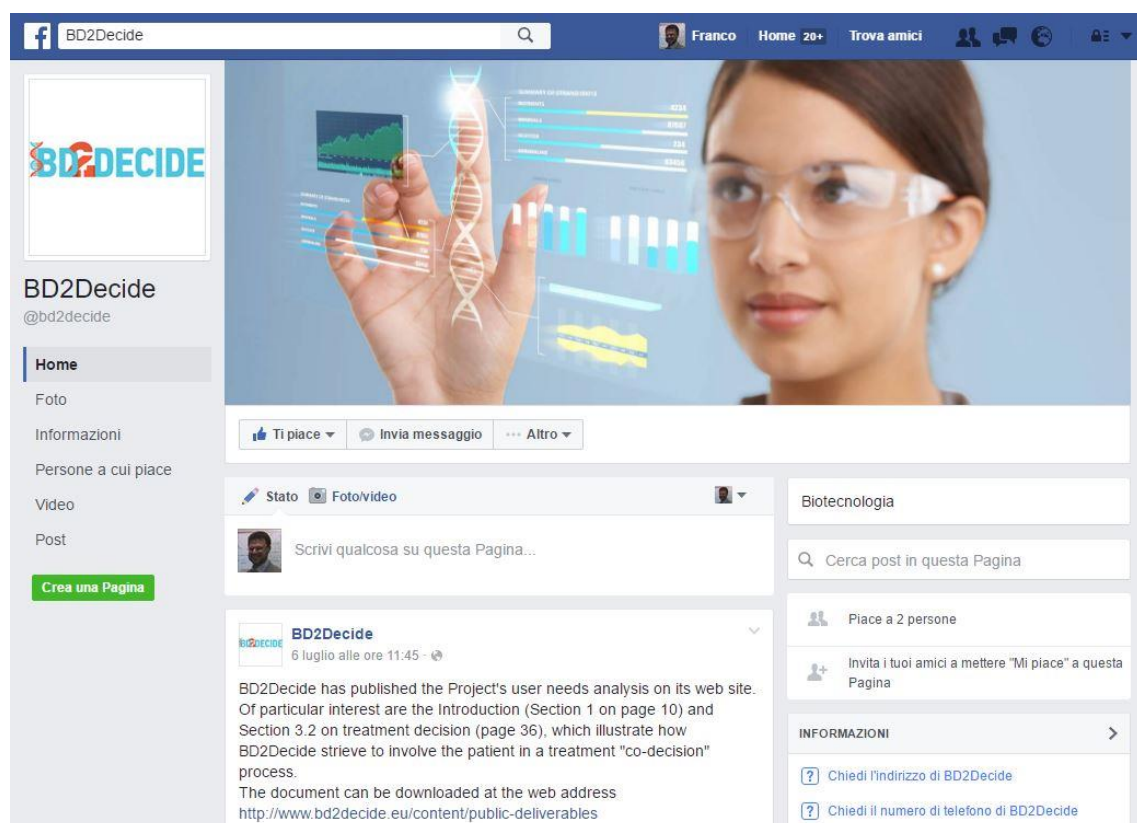 BD2Decide
Franco
Home 20+
Trova amici
BD2DECIDE
BD2Decide
@bd2decide
Home
Foto
Informazioni
Persone a cui piace
Video
Post
Crea una Pagina
Ti piace
Invia messaggio
Altro
Stato
Foto/video
Scrivi qualcosa su questa Pagina...
BD2DECIDE
BD2Decide
6 luglio alle ore 11:45 ·
BD2Decide has published the Project's user needs analysis on its web site.
Of particular interest are the Introduction (Section 1 on page 10) and
Section 3.2 on treatment decision (page 36), which illustrate how
BD2Decide strieve to involve the patient in a treatment "co-decision"
process.
The document can be downloaded at the web address
http://www.bd2decide.eu/content/public-deliverables
Biotecnologia
Cerca post in questa Pagina
Piace a 2 persone
Invita i tuoi amici a mettere "Mi piace" a questa
Pagina
INFORMAZIONI
Chiedi l'indirizzo di BD2Decide
Chiedi il numero di telefono di BD2Decide